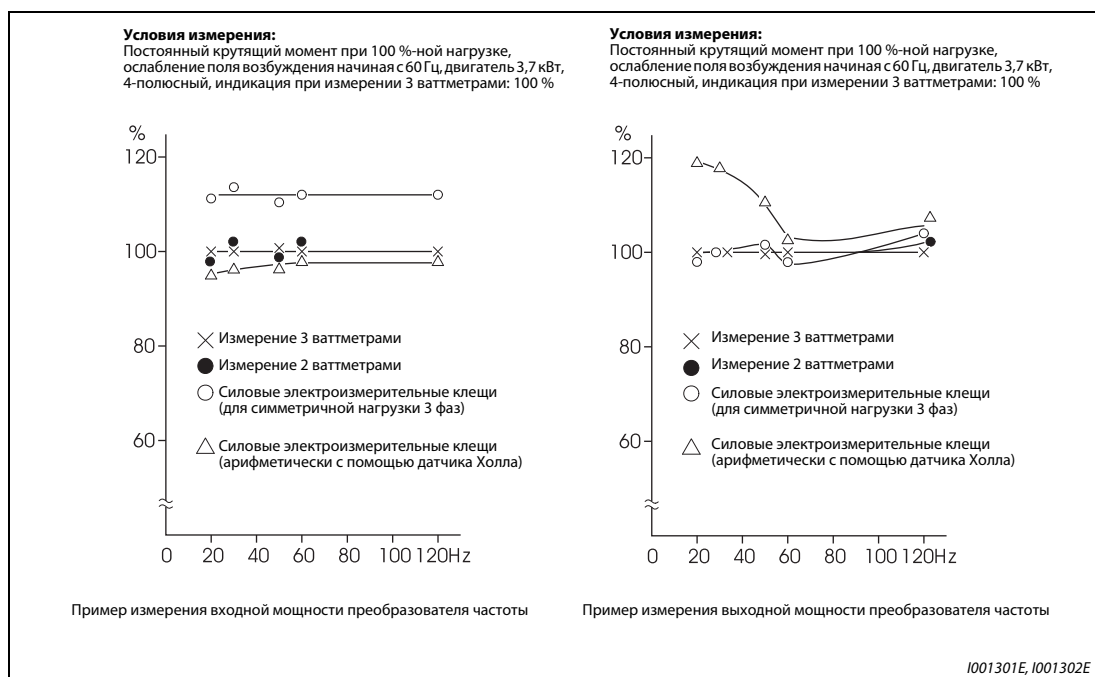 Условия измерения:
Постоянный крутящий момент при 100 %-ной нагрузке,
ослабление поля возбуждения начиная с 60 Гц, двигатель 3,7 кВт,
4-полюсный, индикация при измерении 3 ваттметрами: 100 %
%
120
100
80
60
Измерение 3 ваттметрами
Измерение 2 ваттметрами
Силовые электроизмерительные клещи
(для симметричной нагрузки 3 фаз)
Силовые электроизмерительные клещи
(арифметически с помощью датчика Холла)
0 20 40 60 80 100 120Hz
Пример измерения входной мощности преобразователя частоты
Условия измерения:
Постоянный крутящий момент при 100 %-ной нагрузке,
ослабление поля возбуждения начиная с 60 Гц, двигатель 3,7 кВт,
4-полюсный, индикация при измерении 3 ваттметрами: 100 %
%
120
100
80
60
Измерение 3 ваттметрами
Измерение 2 ваттметрами
Силовые электроизмерительные клещи
(для симметричной нагрузки 3 фаз)
Силовые электроизмерительные клещи
(арифметически с помощью датчика Холла)
0 20 40 60 80 100 120Hz
Пример измерения выходной мощности преобразователя частоты
I001301E, I001302E